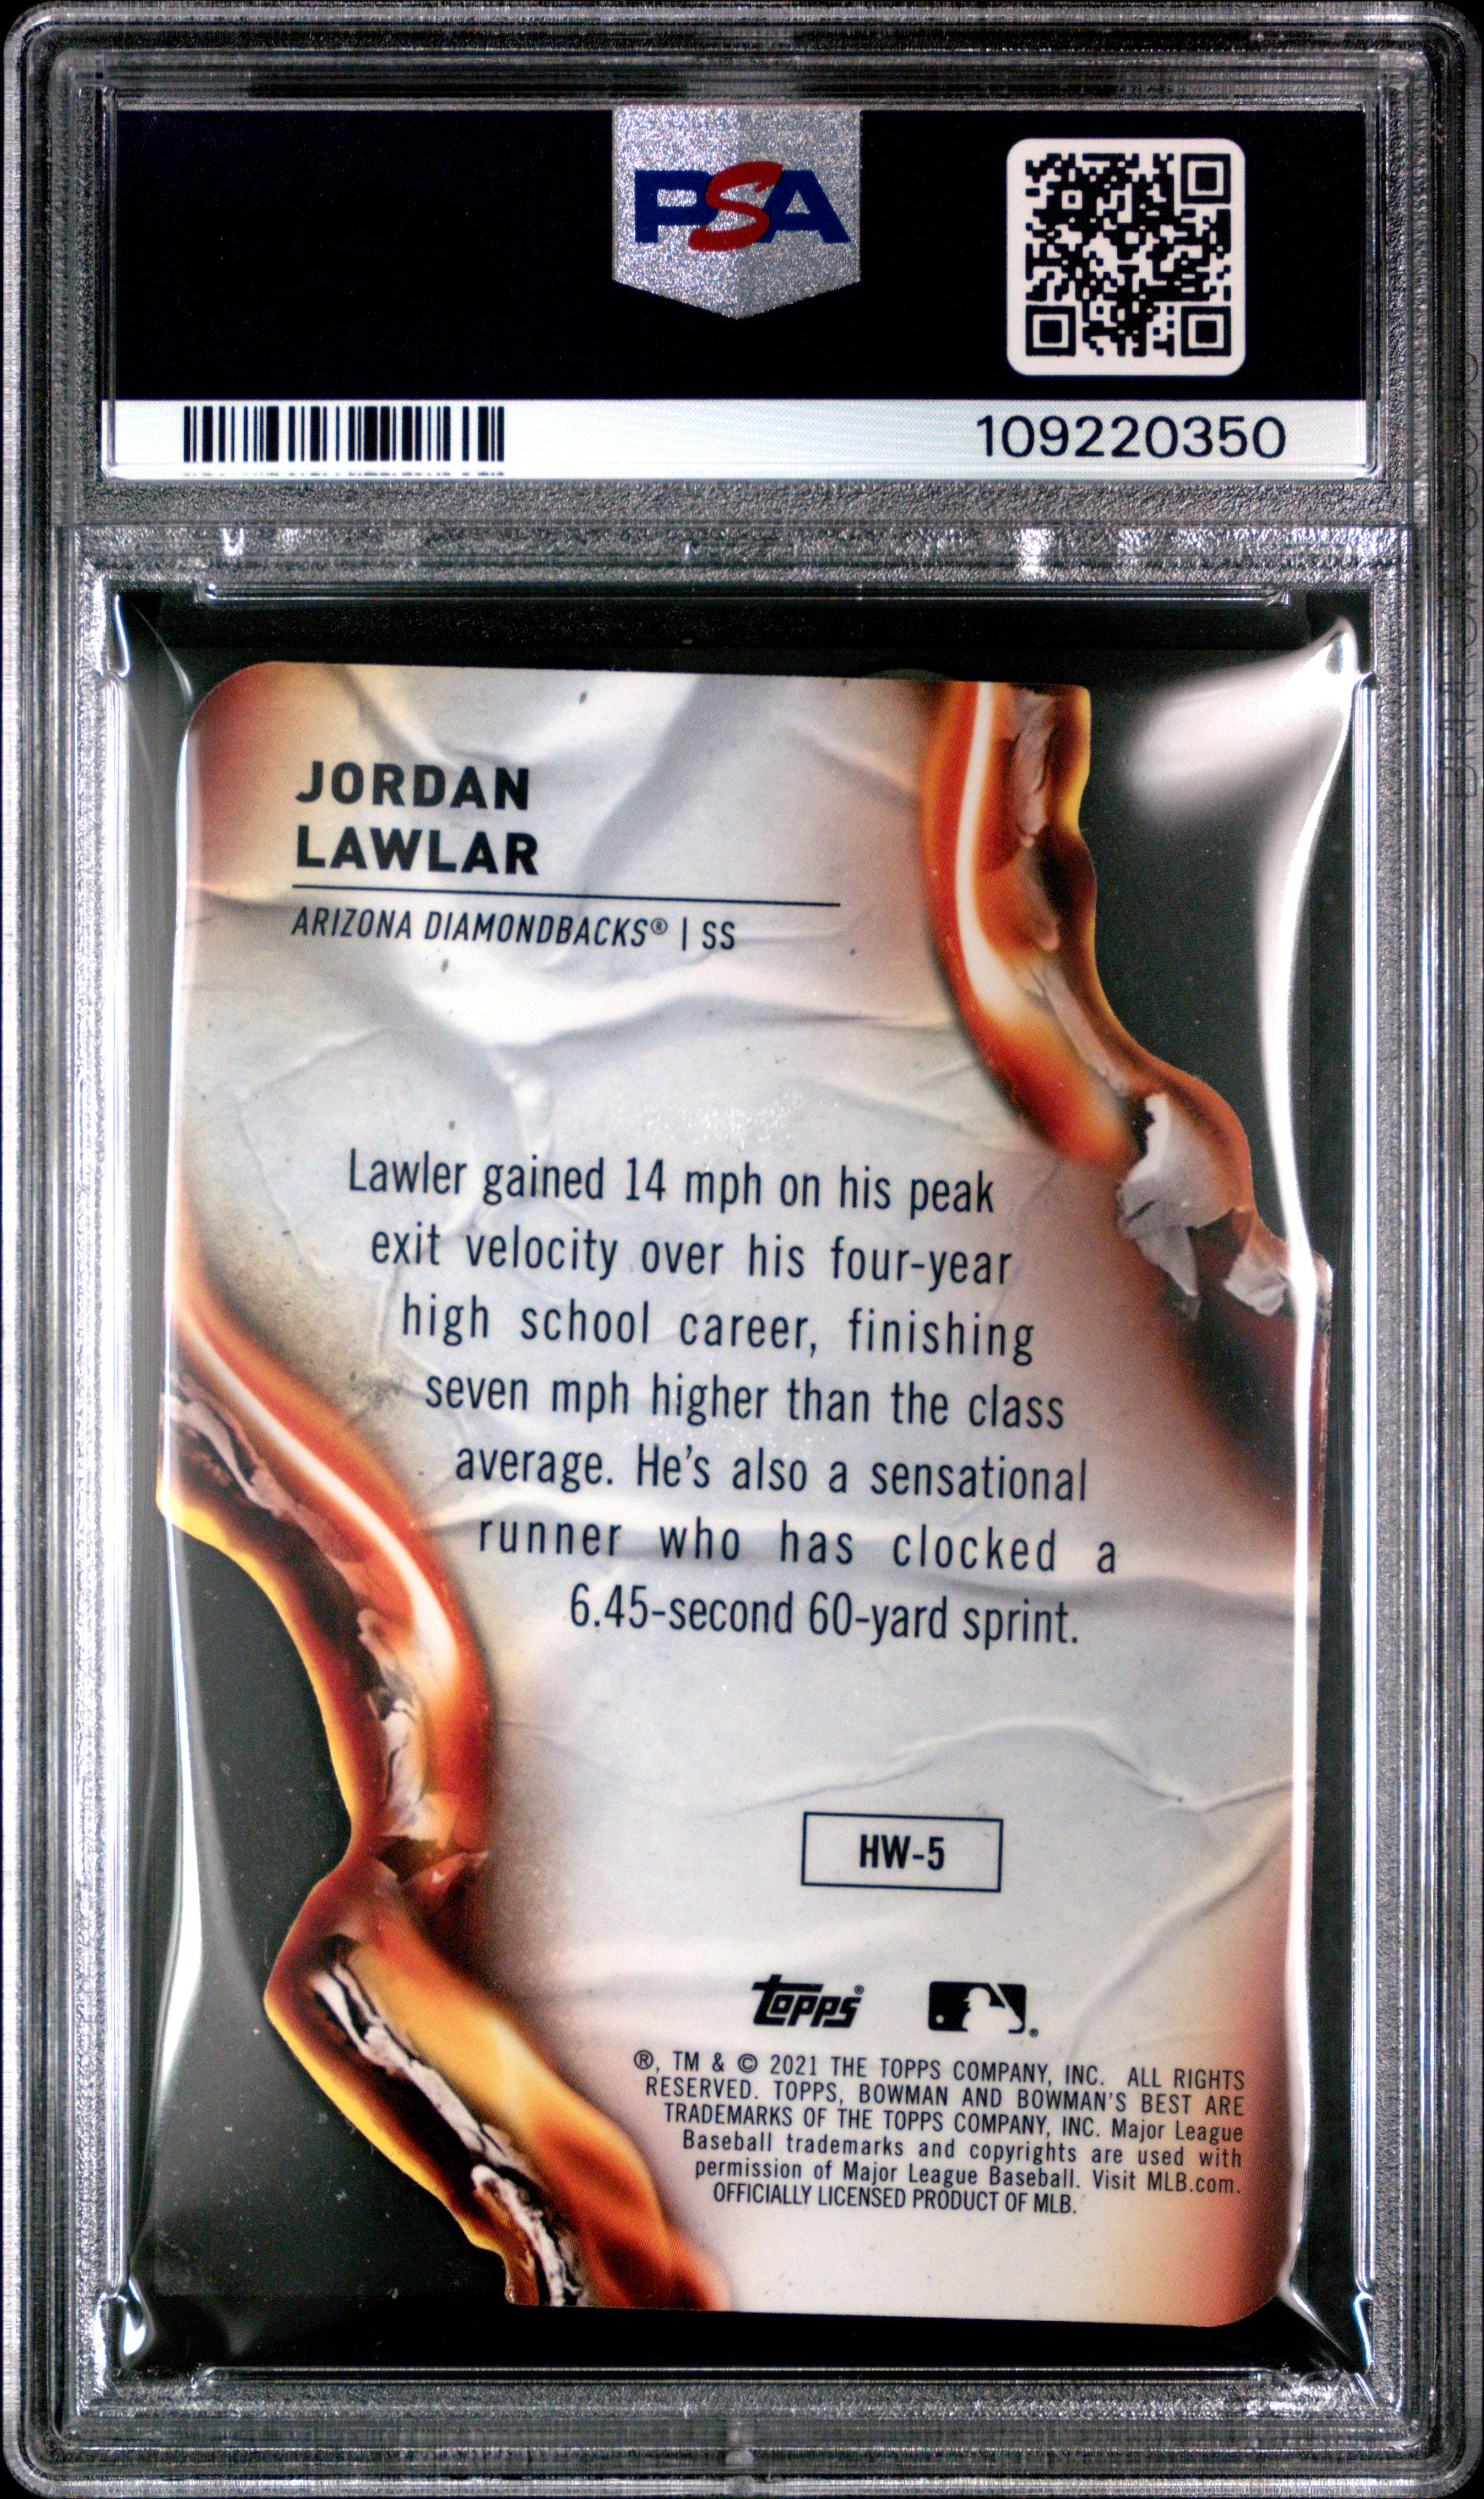 PSA
109220350
JORDAN
LAWLAR
ARIZONA DIAMONDBACKS® | SS
Lawler gained 14 mph on his peak
exit velocity over his four-year
high school career, finishing
seven mph higher than the class
average. He's also a sensational
runner who has clocked a
6.45-second 60-yard sprint.
HW-5
topps®
®, TM & © 2021 THE TOPPS COMPANY, INC. ALL RIGHTS
RESERVED. TOPPS, BOWMAN AND BOWMAN'S BEST ARE
TRADEMARKS OF THE TOPPS COMPANY, INC. Major League
Baseball trademarks and copyrights are used with
permission of Major League Baseball. Visit MLB.com.
OFFICIALLY LICENSED PRODUCT OF MLB.